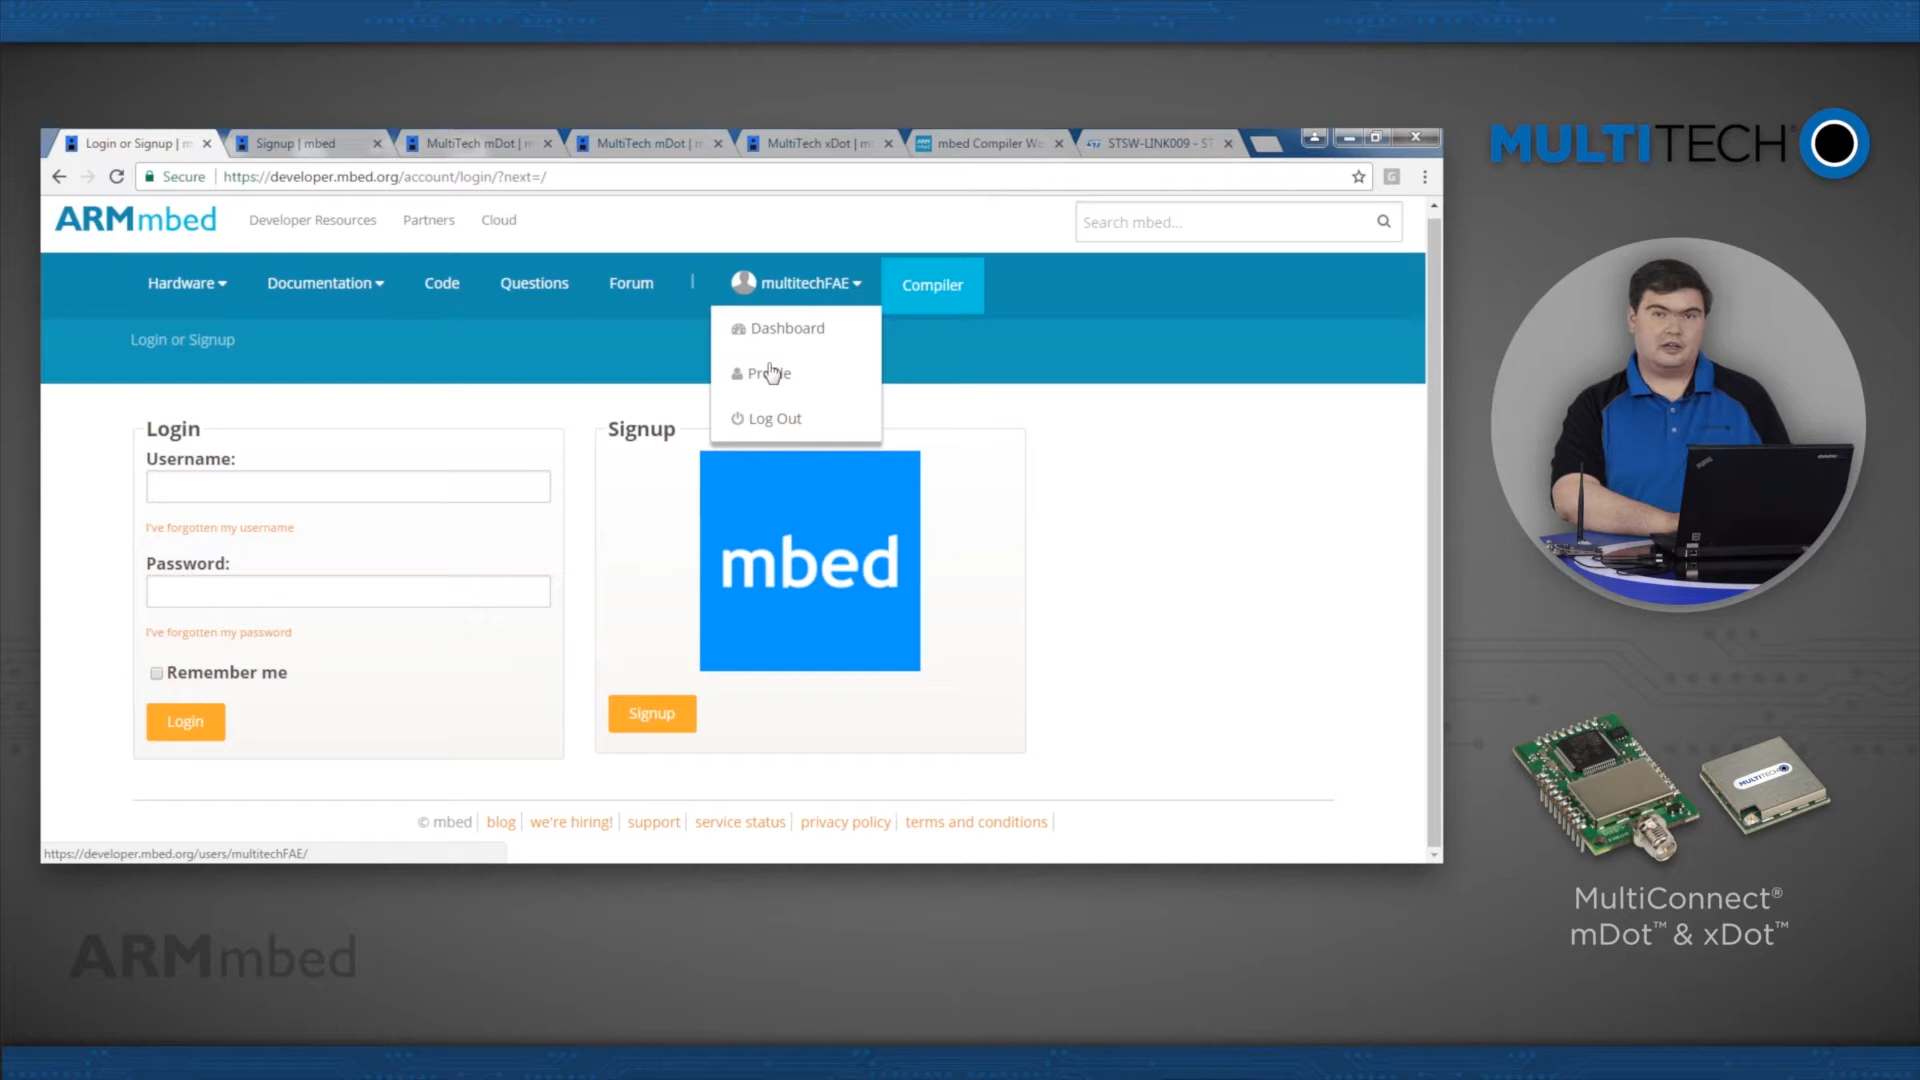 Login or Signup | m
Signup | mbed
MultiTech mDot | m
MultiTech mDot | m
MultiTech xDot | m
mbed Compiler Wo
STSW-LINK009 - ST
Secure
https://developer.mbed.org/account/login/?next=/
ARMmbed
Developer Resources
Partners
Cloud
Search mbed...
Hardware
Documentation
Code
Questions
Forum
multitechFAE
Compiler
Login or Signup
Dashboard
Profile
Log Out
Login
Username:
I've forgotten my username
Password:
I've forgotten my password
Remember me
Login
Signup
mbed
Signup
© mbed | blog | we're hiring! | support | service status | privacy policy | terms and conditions |
https://developer.mbed.org/users/multitechFAE/
MULTITECH®
MULTITECH
MultiConnect®
mDot™ & xDot™
ARMmbed